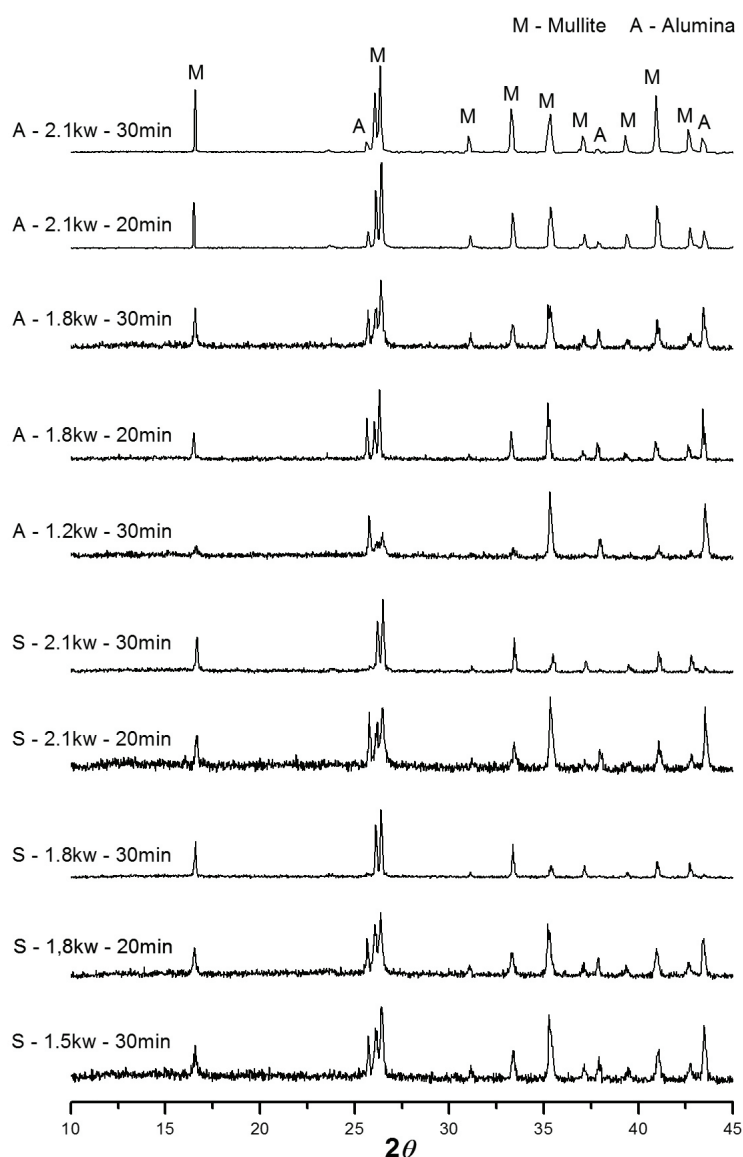 M - Mullite A - Alumina
M M M
A - 2.1kw - 30min A M M M M A M M A
A - 2.1kw - 20min
A - 1.8kw - 30min
A - 1.8kw - 20min
A - 1.2kw - 30min
S - 2.1kw - 30min
S - 2.1kw - 20min
S - 1.8kw - 30min
S - 1,8kw - 20min
S - 1.5kw - 30min
10 15 20 25 30 35 40 45
2θ